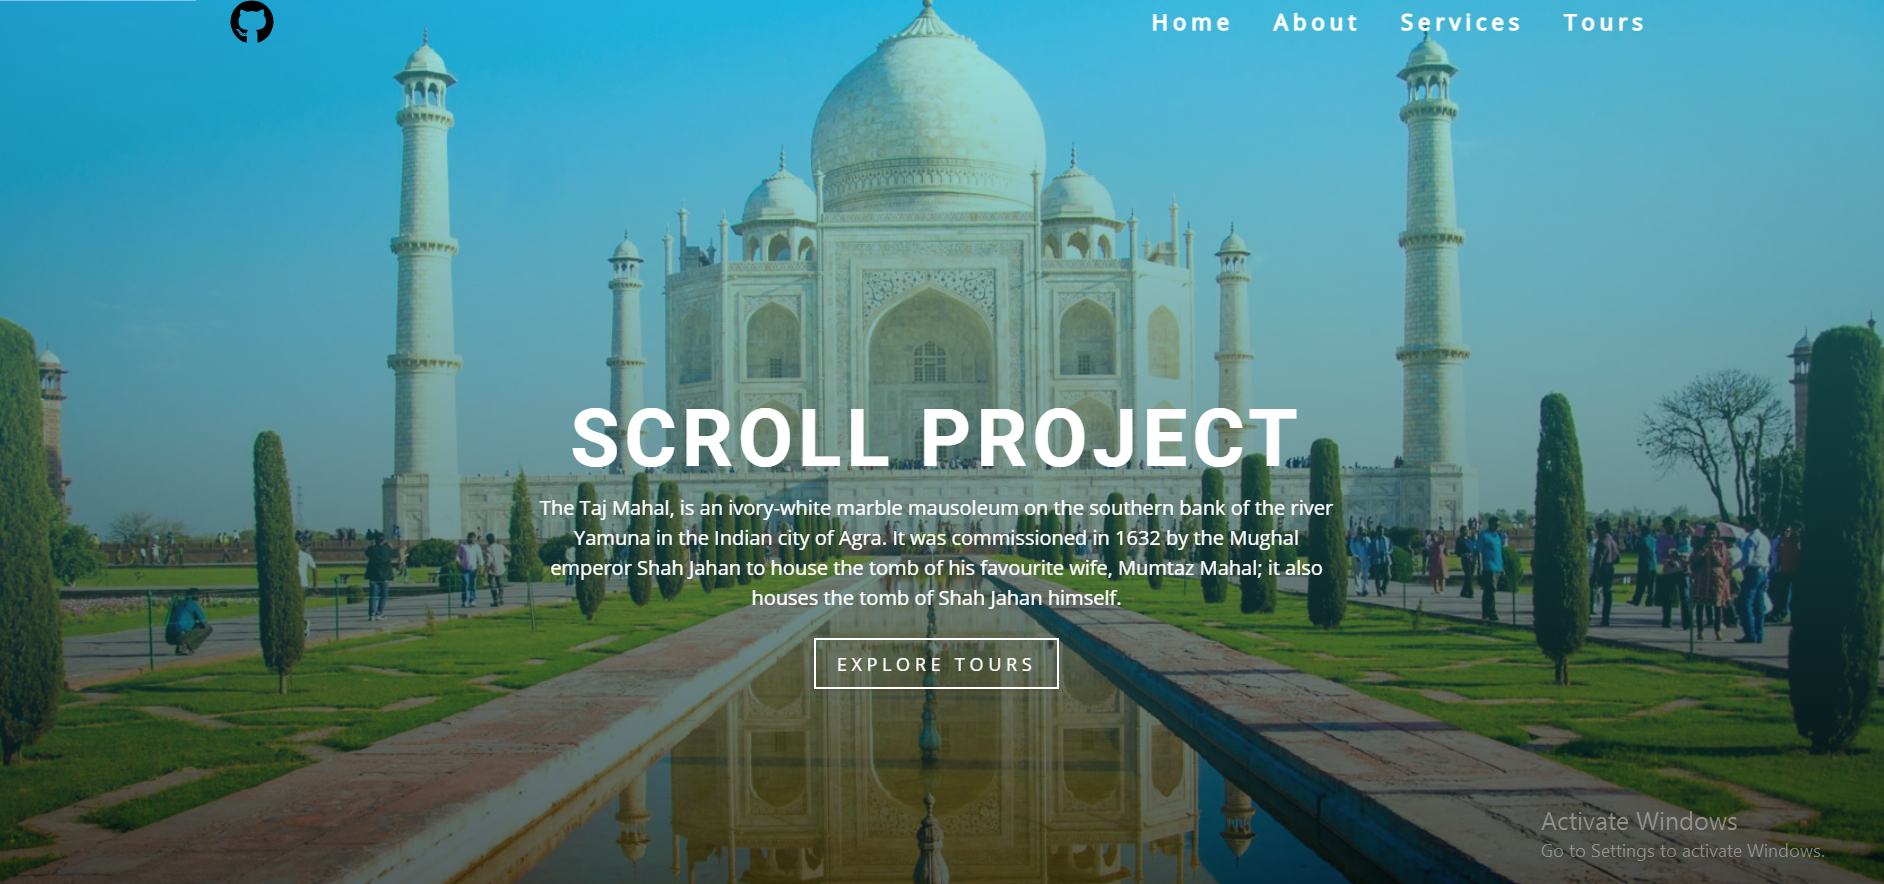 Home About Services Tours
SCROLL PROJECT
The Taj Mahal, is an ivory-white marble mausoleum on the southern bank of the river
Yamuna in the Indian city of Agra. It was commissioned in 1632 by the Mughal
emperor Shah Jahan to house the tomb of his favourite wife, Mumtaz Mahal; it also
houses the tomb of Shah Jahan himself.
EXPLORE TOURS
Activate Windows
Go to Settings to activate Windows.